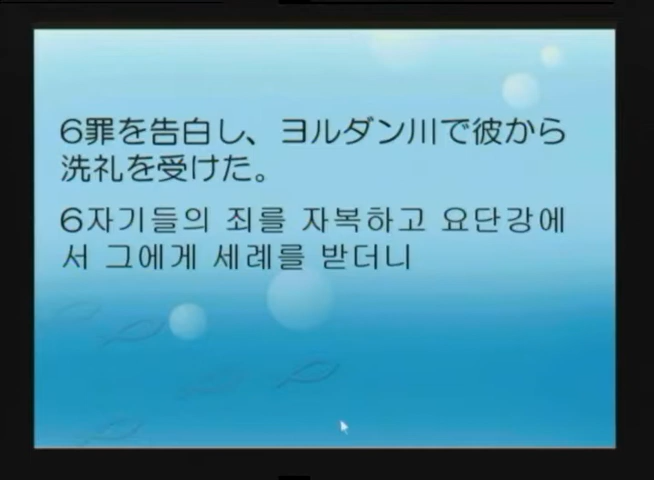 6罪を告白し、ヨルダン川で彼から
洗礼を受けた。
6자기들의 죄를 자복하고 요단강에
서 그에게 세례를 받더니